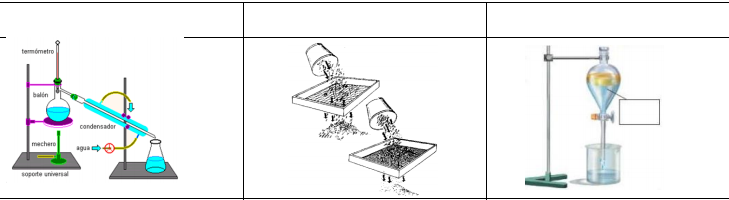 termómetro
balón
condensador
mechero
agua
soporte universal